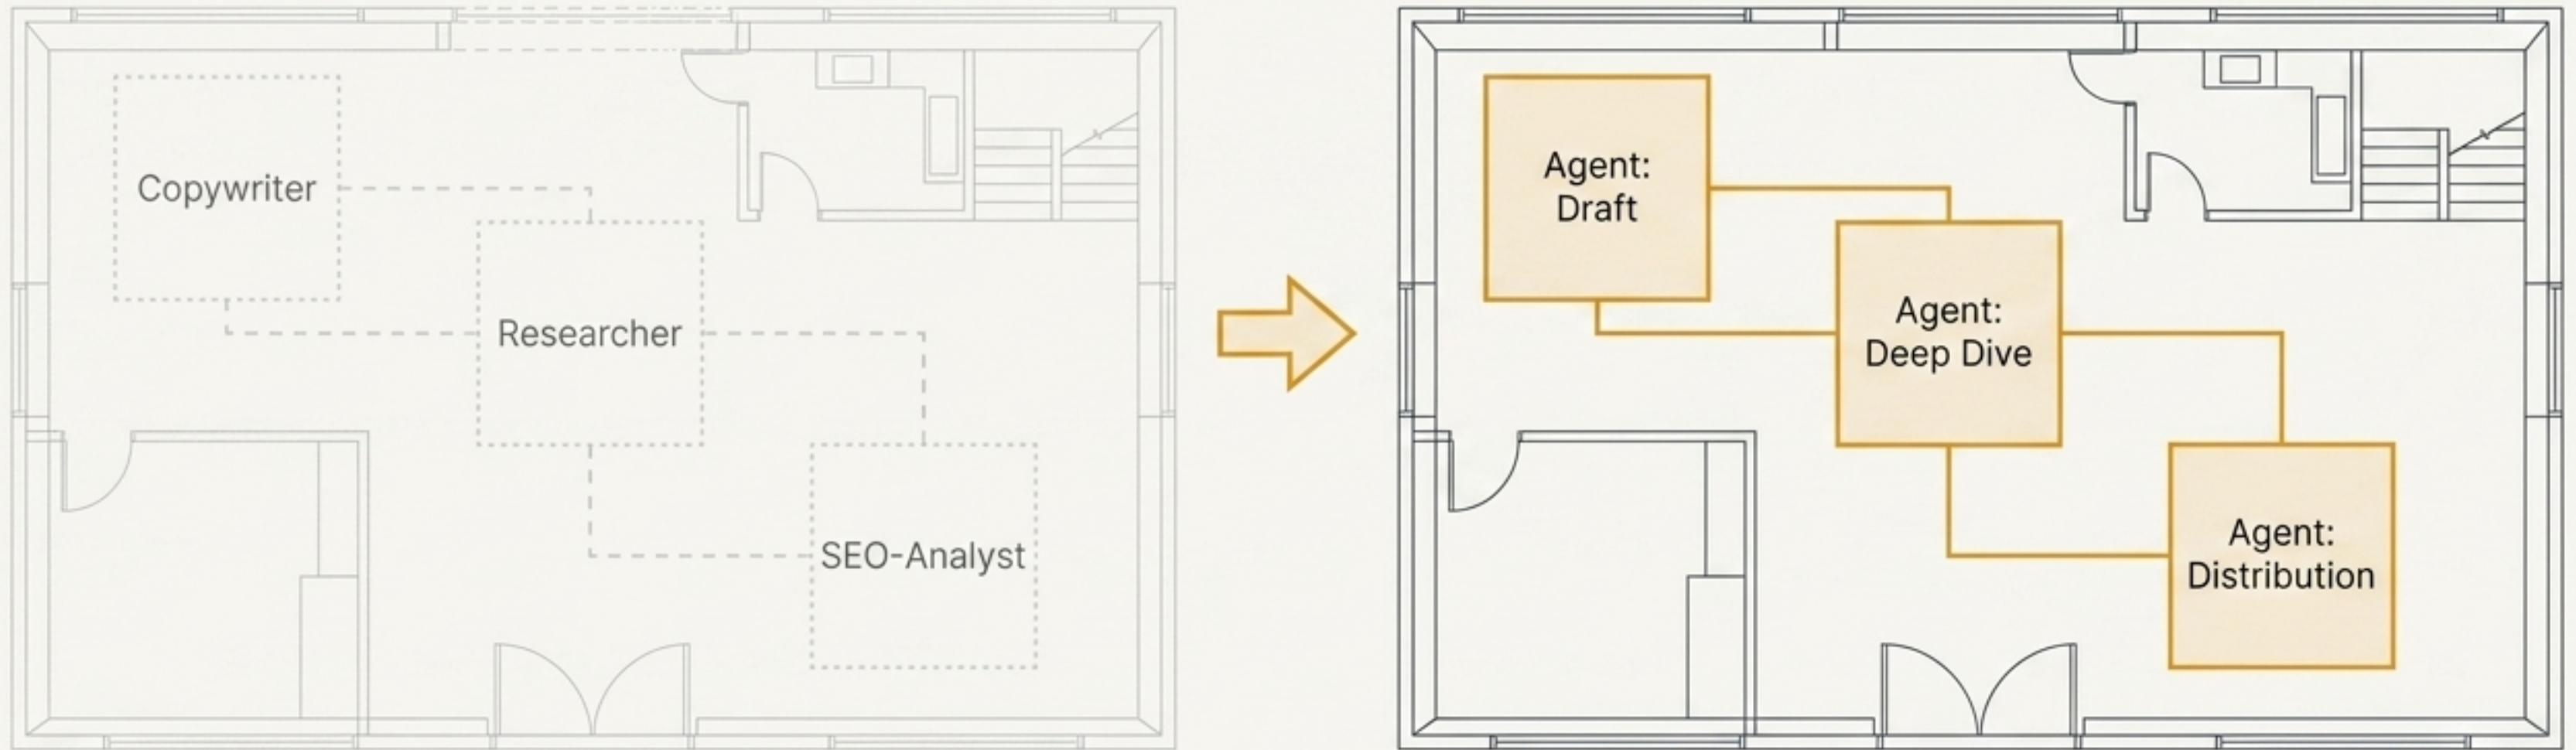 Copywriter
Researcher
SEO-Analyst
Agent:
Draft
Agent:
Deep Dive
Agent:
Distribution